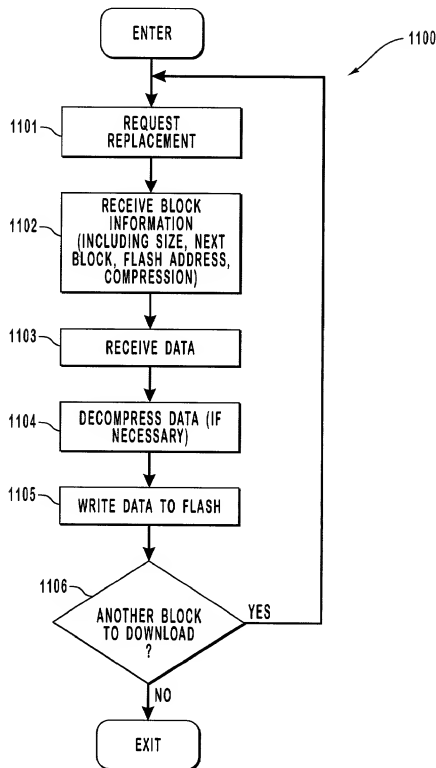 ENTER
1100
1101
REQUEST
REPLACEMENT
1102
RECEIVE BLOCK
INFORMATION
(INCLUDING SIZE, NEXT
BLOCK, FLASH ADDRESS,
COMPRESSION)
1103
RECEIVE DATA
1104
DECOMPRESS DATA (IF
NECESSARY)
1105
WRITE DATA TO FLASH
1106
ANOTHER BLOCK
TO DOWNLOAD
?
YES
NO
EXIT